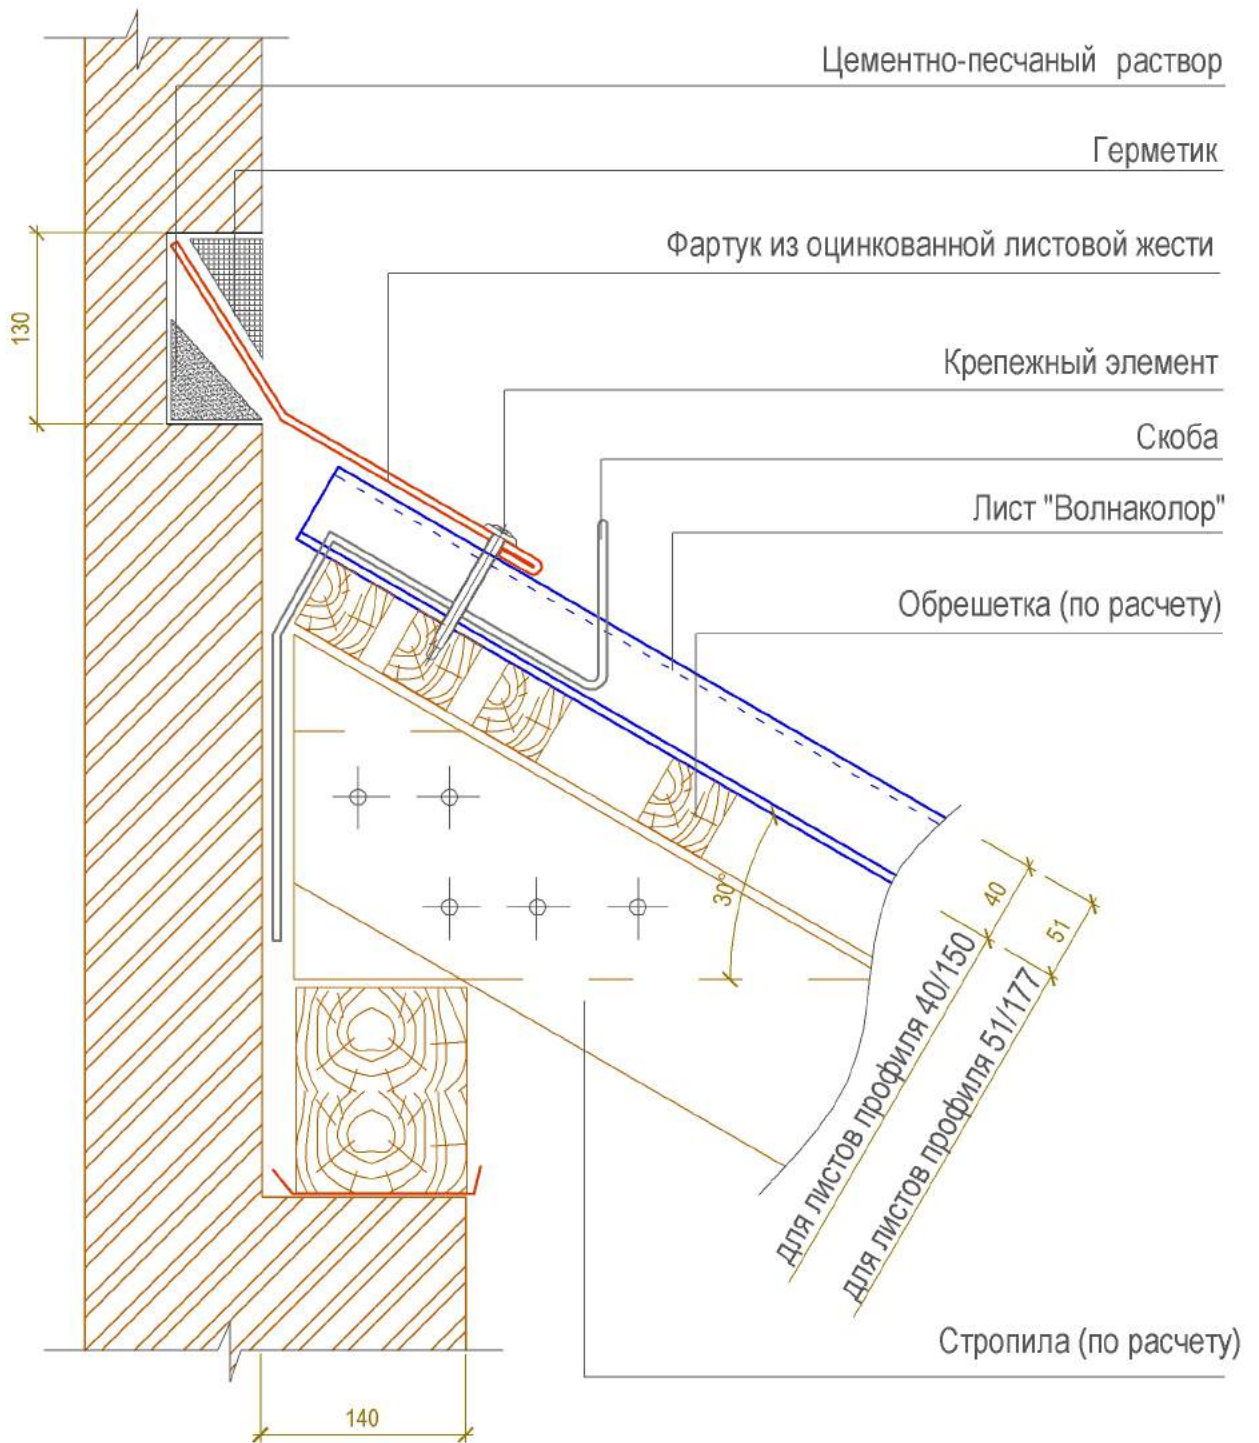 Цементно-песчаный раствор
Герметик
Фартук из оцинкованной листовой жести
130
Крепежный элемент
Скоба
Лист "Волнаколор"
Обрешетка (по расчету)
30°
40
51
для листов профиля 40/150
для листов профиля 51/177
Стропила (по расчету)
140